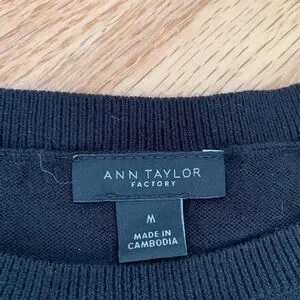 ANN TAYLOR
FACTORY
M
MADE IN
CAMBODIA